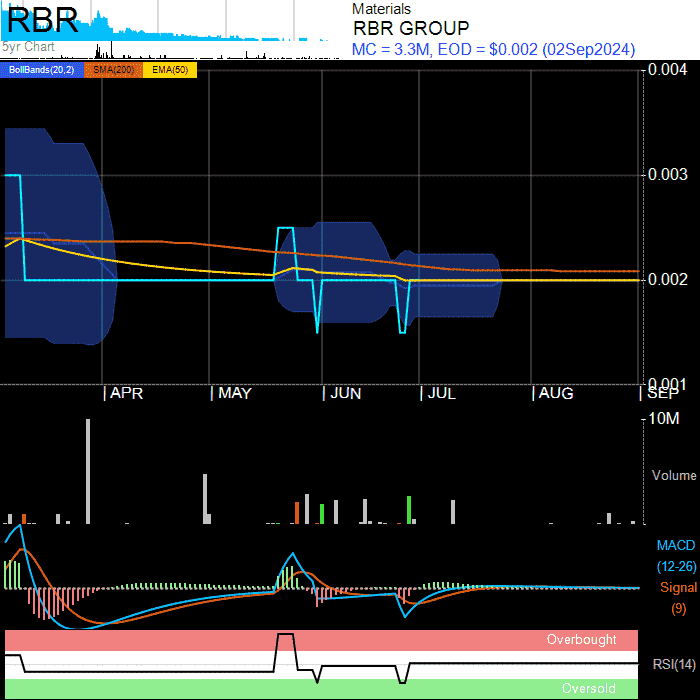 RBR
5yr Chart
Materials
RBR GROUP
MC = 3.3M, EOD = $0.002 (02Sep2024)
BollBands(20,2) SMA(200) EMA(50)
0.004
0.003
0.002
0.001
| APR | MAY | JUN | JUL | AUG | SEP
10M
Volume
MACD
(12-26)
Signal
(9)
Overbought
RSI(14)
Oversold